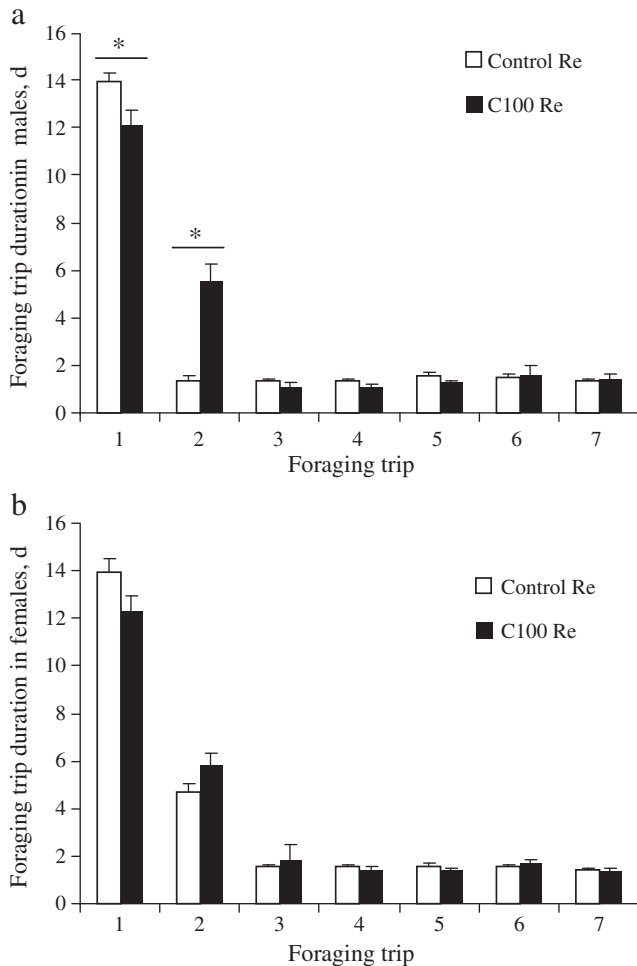 a
Foraging trip durationin males, d
16
14
12
10
8
6
4
2
0
*
*
Control Re
C100 Re
1 2 3 4 5 6 7
Foraging trip
b
Foraging trip duration in females, d
16
14
12
10
8
6
4
2
0
Control Re
C100 Re
1 2 3 4 5 6 7
Foraging trip